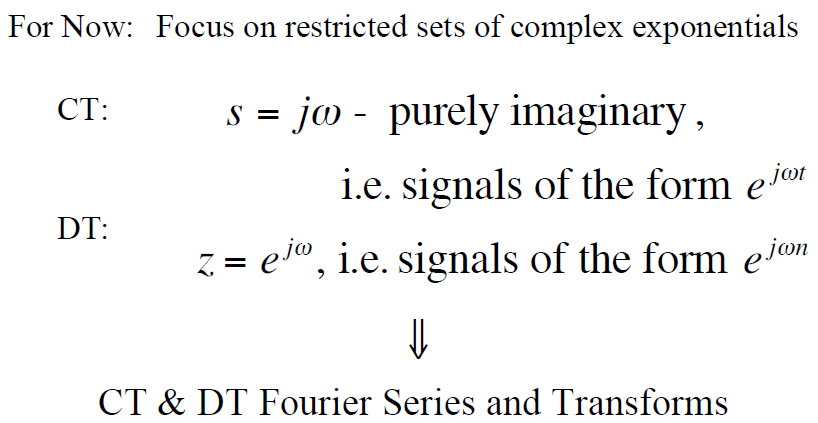 For Now: Focus on restricted sets of complex exponentials
CT: s = jω - purely imaginary,
i.e. signals of the form e^{jωt}
DT:
z = e^{jω}, i.e. signals of the form e^{jωn}
⇓
CT & DT Fourier Series and Transforms